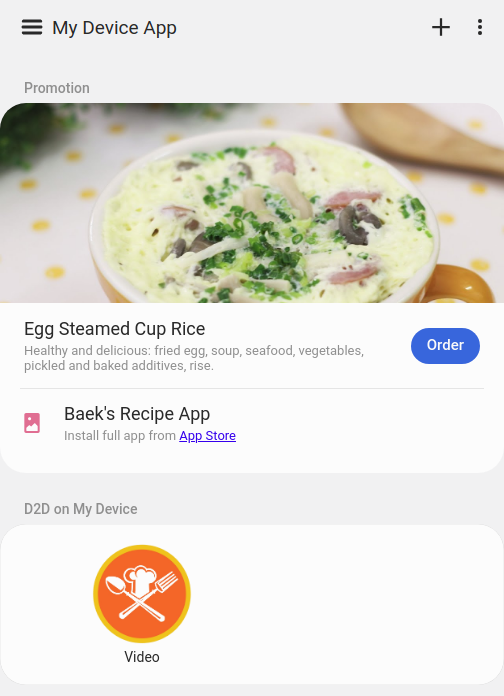 My Device App
Promotion
Egg Steamed Cup Rice
Healthy and delicious: fried egg, soup, seafood, vegetables,
pickled and baked additives, rise.
Order
Baek's Recipe App
Install full app from App Store
D2D on My Device
Video